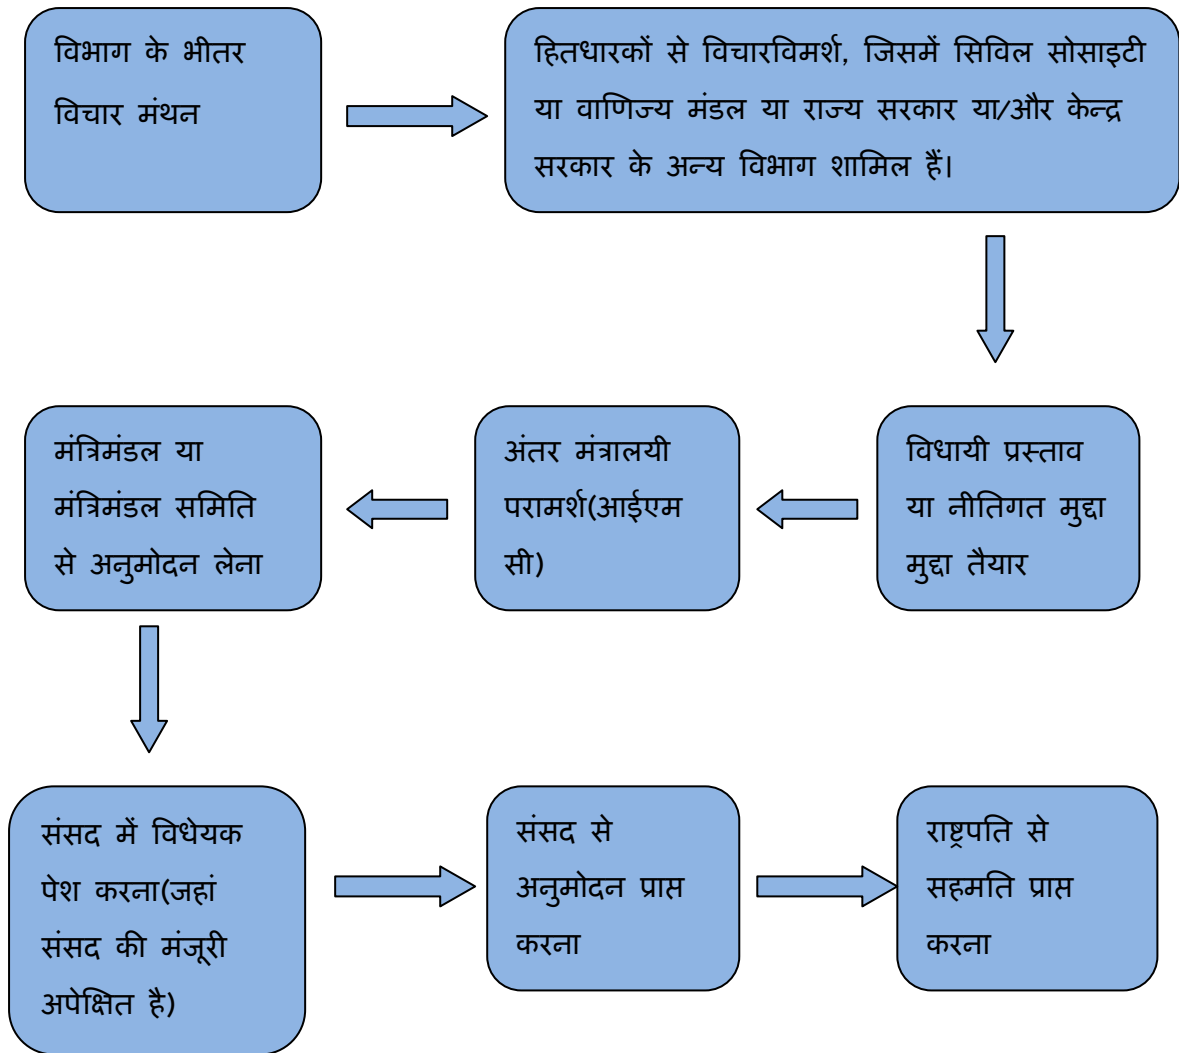 विभाग के भीतर
विचार मंथन
हितधारकों से विचारविमर्श, जिसमें सिविल सोसाइटी
या वाणिज्य मंडल या राज्य सरकार या/और केन्द्र
सरकार के अन्य विभाग शामिल हैं।
विधायी प्रस्ताव
या नीतिगत मुद्दा
मुद्दा तैयार
अंतर मंत्रालयी
परामर्श(आईएम
सी)
मंत्रिमंडल या
मंत्रिमंडल समिति
से अनुमोदन लेना
संसद में विधेयक
पेश करना(जहां
संसद की मंजूरी
अपेक्षित है)
संसद से
अनुमोदन प्राप्त
करना
राष्ट्रपति से
सहमति प्राप्त
करना